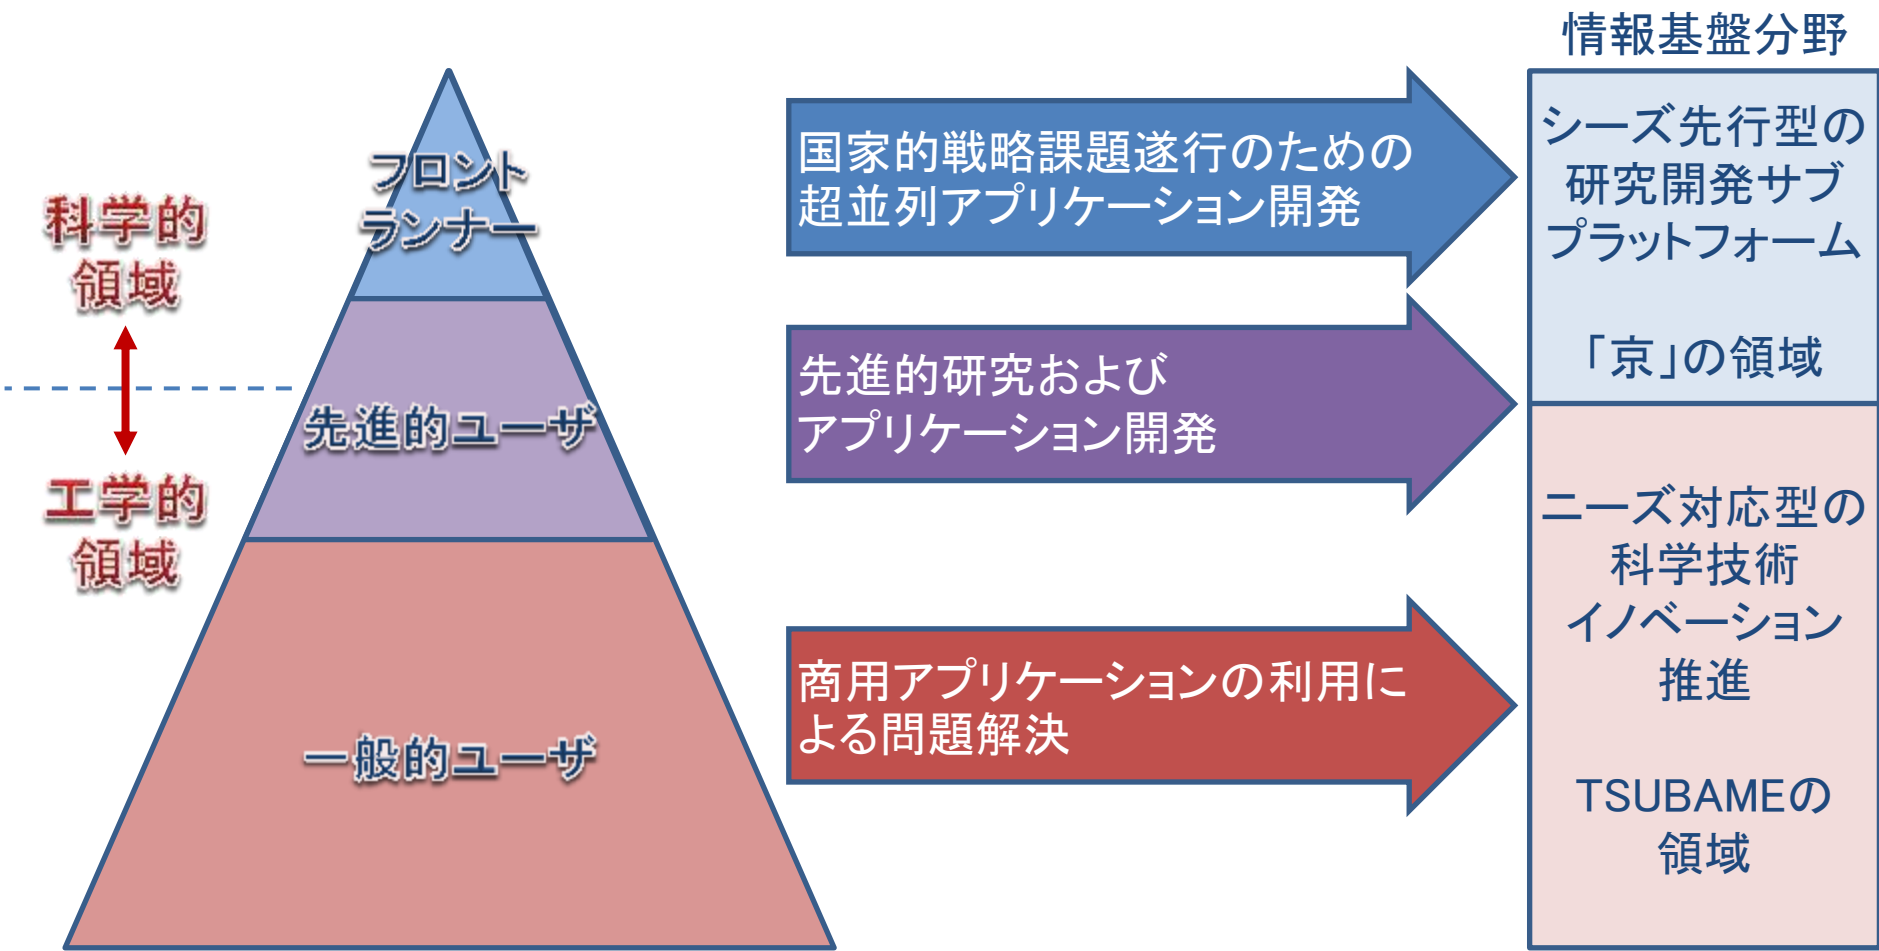 情報基盤分野
科学的
領域
工学的
領域
フロント
ランナー
先進的ユーザ
一般的ユーザ
国家的戦略課題遂行のための
超並列アプリケーション開発
先進的研究および
アプリケーション開発
商用アプリケーションの利用に
よる問題解決
シーズ先行型の
研究開発サブ
プラットフォーム
「京」の領域
ニーズ対応型の
科学技術
イノベーション
推進
TSUBAMEの
領域